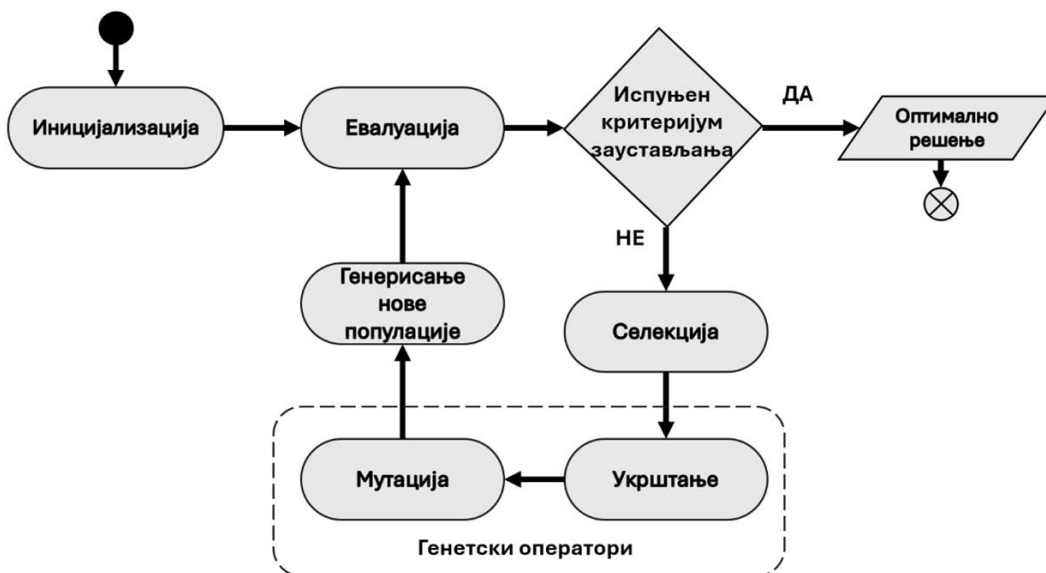 Иницијализација
Евалуација
Испуњен
критеријум
заустављања
ДА
Оптимално
решење
НЕ
Генерисање
нове
популације
Селекција
Мутација
Укрштање
Генетски оператори